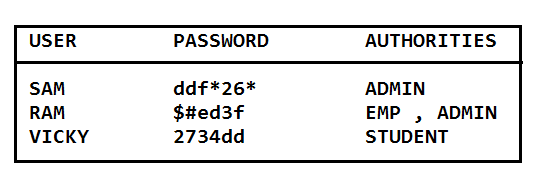 USER PASSWORD AUTHORITIES
SAM ddf*26* ADMIN
RAM $#ed3f EMP , ADMIN
VICKY 2734dd STUDENT